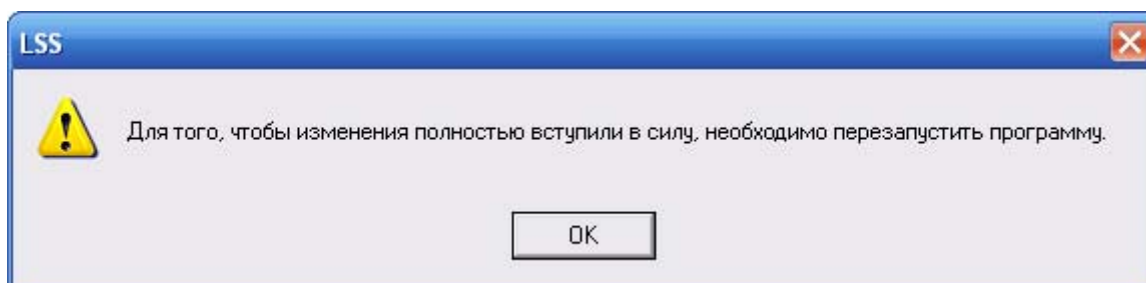 LSS
Для того, чтобы изменения полностью вступили в силу, необходимо перезапустить программу.
OK